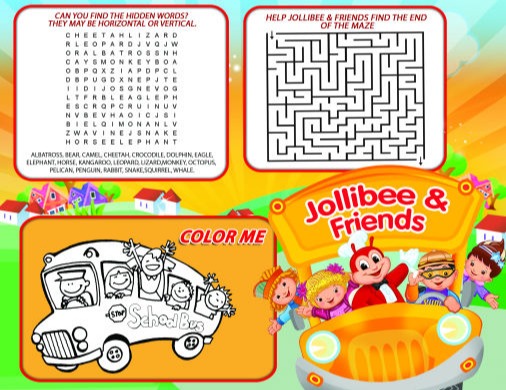 CAN YOU FIND THE HIDDEN WORDS?
THEY MAY BE HORIZONTAL OR VERTICAL.
C H E E T A H L I Z A R D
R L E O P A R D J V Q J W
O R A L B A T R O S S N H
C A Y S M O N K E Y B O A
O B P Q X Z I A P D P C L
D B P U G D X N E P J T E
I I D I J O S G N E V O G
L T F R B L E A G L E P H
E S C R Q P C R U I N U V
N V B E V H A O I C J S I
B I E L Q I M O N A N L V
Z W A V I N E J S N A K E
H O R S E E L E P H A N T
ALBATROSS, BEAR, CAMEL, CHEETAH, CROCODILE, DOLPHIN, EAGLE,
ELEPHANT, HORSE, KANGAROO, LEOPARD, LIZARDMONKEY, OCTOPUS,
PELICAN, PENGUIN, RABBIT, SNAKE,SQUIRREL, WHALE.
HELP JOLLIBEE & FRIENDS FIND THE END
OF THE MAZE
COLOR ME
STOP
School Bus
Jollibee &
Friends